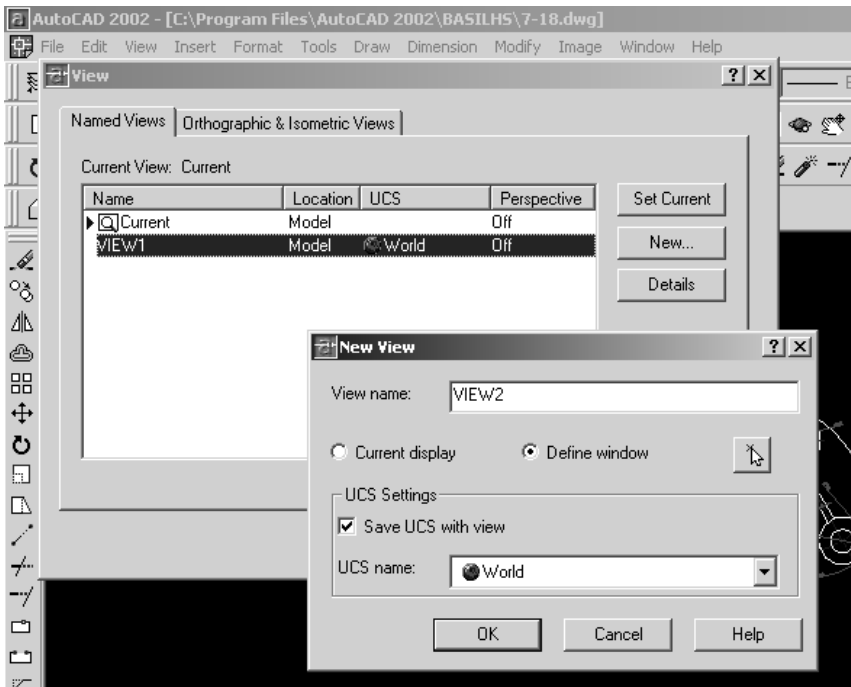 AutoCAD 2002 - [C:\Program Files\AutoCAD 2002\BASILHS\7-18.dwg]
File Edit View Insert Format Tools Draw Dimension Modify Image Window Help
View
Named Views Orthographic & Isometric Views
Current View: Current
Name Location UCS Perspective
Current Model Off
VIEW1 Model World Off
Set Current
New...
Details
New View
View name: VIEW2
Current display Define window
UCS Settings
Save UCS with view
UCS name: World
OK Cancel Help